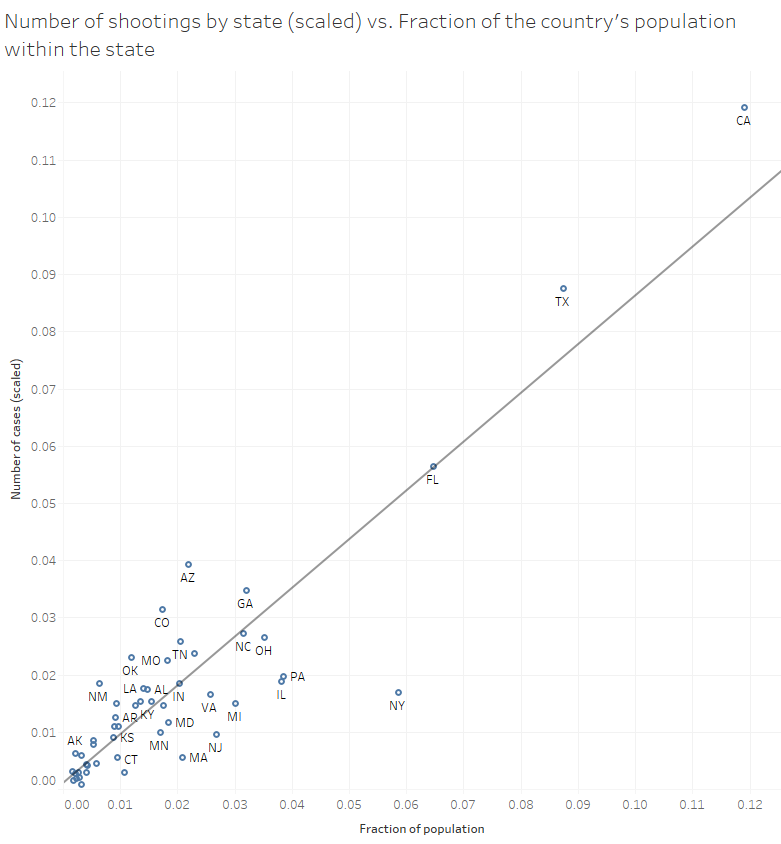 Number of shootings by state (scaled) vs. Fraction of the country's population
within the state
0.12
CA
0.11
0.10
0.09
TX
0.08
0.07
Number of cases (scaled)
0.06
FL
0.05
0.04
AZ
GA
0.03
CO
NC OH
MO TN
OK
0.02
PA
NM LA AL IN IL
NY
VA
AR KY MD MI
0.01
AK KS
MN NJ
CT MA
0.00
0.00 0.01 0.02 0.03 0.04 0.05 0.06 0.07 0.08 0.09 0.10 0.11 0.12
Fraction of population